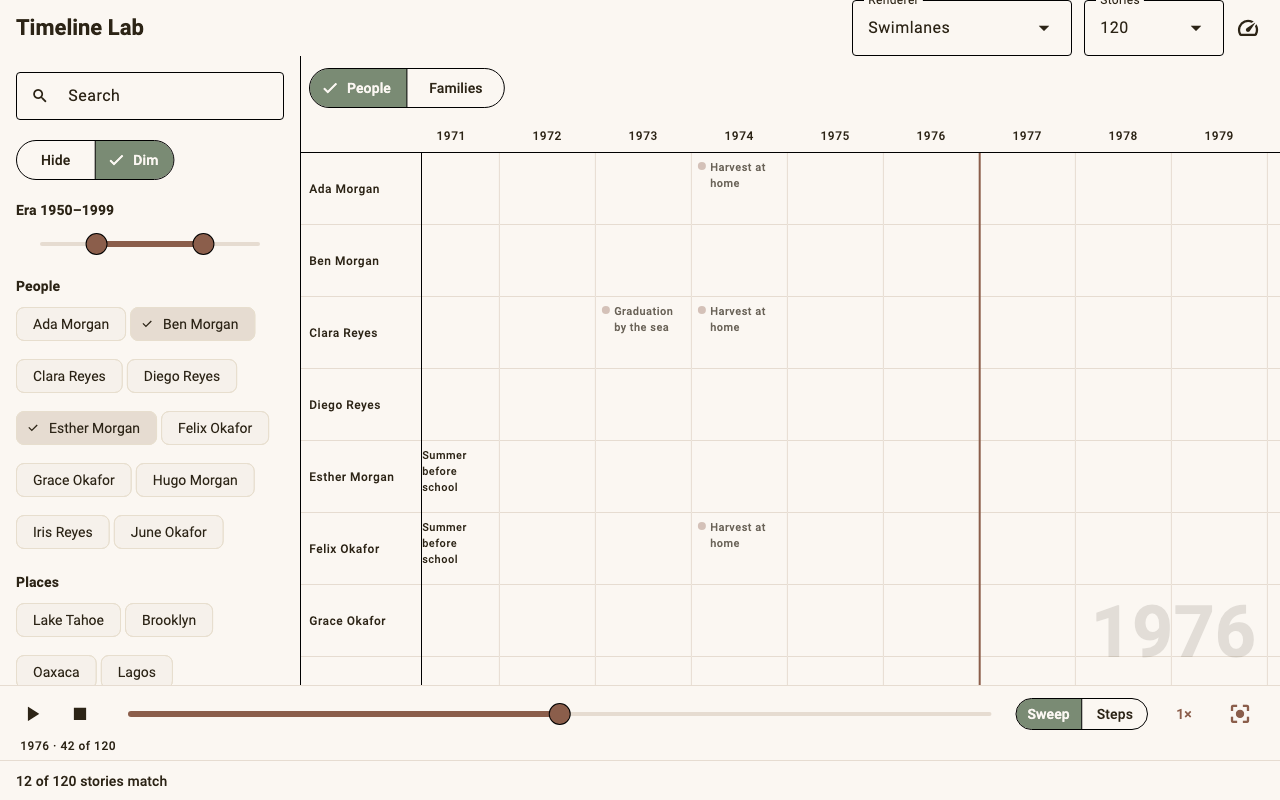 Timeline Lab
Renderer
Stories
Swimlanes
120
Search
People
Families
Hide
Dim
1971
1972
1973
1974
1975
1976
1977
1978
1979
Era 1950–1999
People
Ada Morgan
Ben Morgan
Clara Reyes
Diego Reyes
Esther Morgan
Felix Okafor
Grace Okafor
Hugo Morgan
Iris Reyes
June Okafor
Places
Lake Tahoe
Brooklyn
Oaxaca
Lagos
Ada Morgan
Harvest at
home
Ben Morgan
Clara Reyes
Graduation
by the sea
Harvest at
home
Diego Reyes
Esther Morgan
Summer
before
school
Felix Okafor
Summer
before
school
Harvest at
home
Grace Okafor
1976
Sweep
Steps
1×
1976 · 42 of 120
12 of 120 stories match